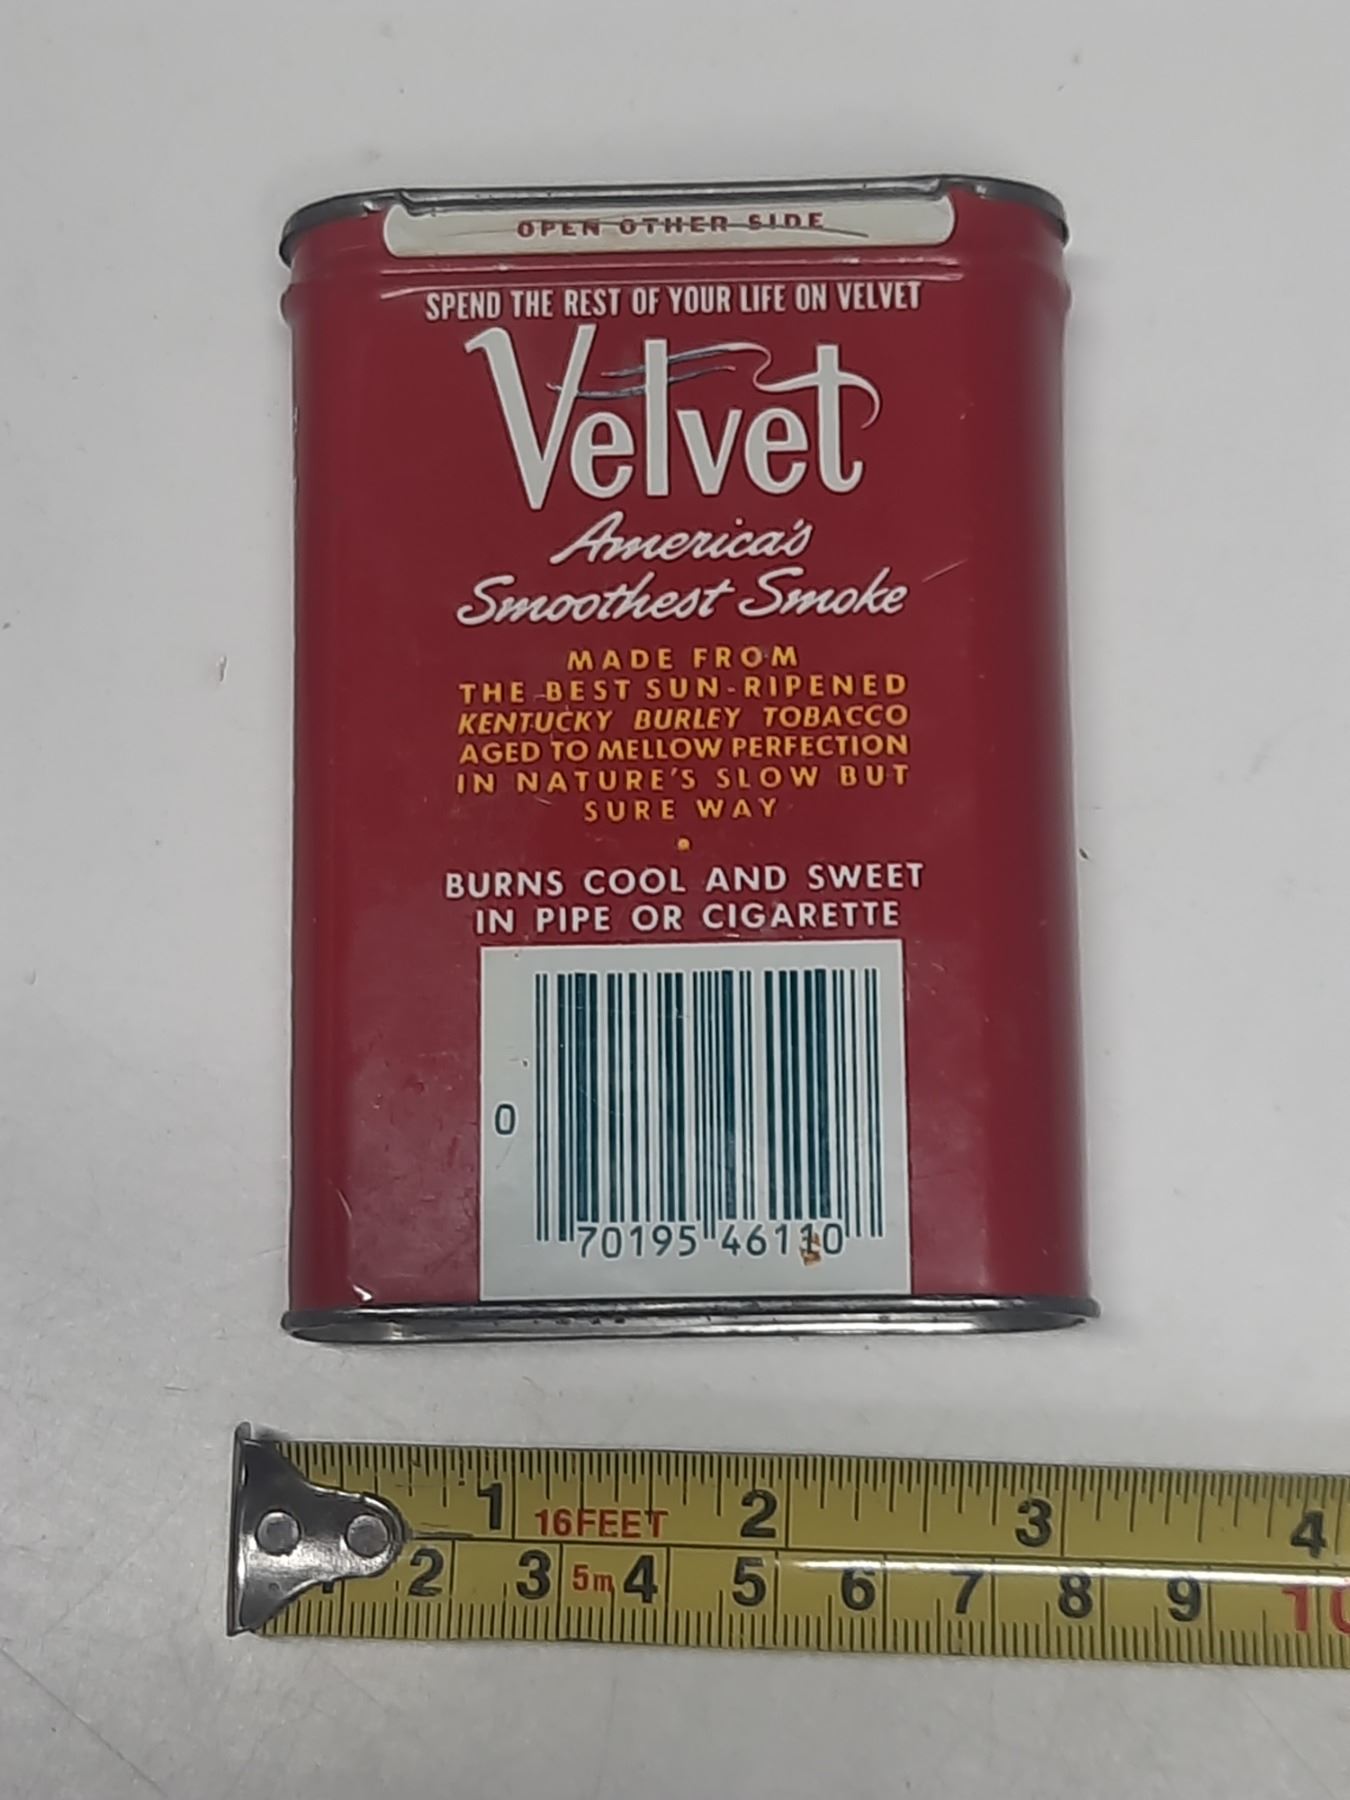 OPEN OTHER SIDE
SPEND THE REST OF YOUR LIFE ON VELVET
Velvet
America's
Smoothest Smoke
MADE FROM
THE BEST SUN-RIPENED
KENTUCKY BURLEY TOBACCO
AGED TO MELLOW PERFECTION
IN NATURE'S SLOW BUT
SURE WAY
•
BURNS COOL AND SWEET
IN PIPE OR CIGARETTE
0 70195 46110
1 16FEET 2 3 4
1 2 3 5m 4 5 6 7 8 9 10